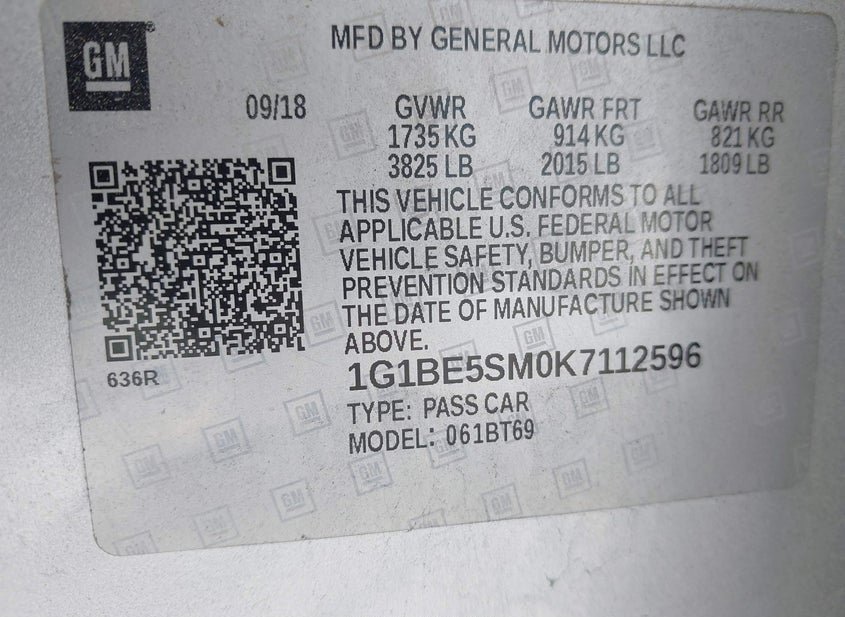 GM
MFD BY GENERAL MOTORS LLC
09/18 GVWR GAWR FRT GAWR RR
1735 KG 914 KG 821 KG
3825 LB 2015 LB 1809 LB
THIS VEHICLE CONFORMS TO ALL
APPLICABLE U.S. FEDERAL MOTOR
VEHICLE SAFETY, BUMPER, AND THEFT
PREVENTION STANDARDS IN EFFECT ON
THE DATE OF MANUFACTURE SHOWN
ABOVE.
636R
1G1BE5SM0K7112596
TYPE: PASS CAR
MODEL: 061BT69